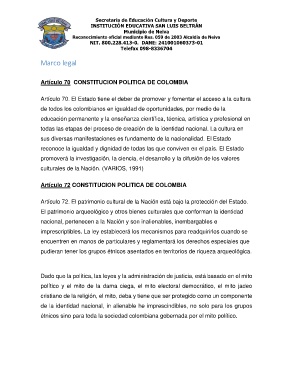 Secretaria de Educación Cultura y Deporte
INSTITUCIÓN EDUCATIVA SAN LUIS BELTRÁN
Municipio de Neiva
Reconocimiento oficial mediante Res. 059 de 2003 Alcaldía de Neiva
NIT. 800.228.413-0. DANE: 241001060373-01
Telefax 098-8336704
Marco legal
Artículo 70 CONSTITUCION POLITICA DE COLOMBIA
Artículo 70. El Estado tiene el deber de promover y fomentar el acceso a la cultura
de todos los colombianos en igualdad de oportunidades, por medio de la
educación permanente y la enseñanza científica, técnica, artística y profesional en
todas las etapas del proceso de creación de la identidad nacional. La cultura en
sus diversas manifestaciones es fundamento de la nacionalidad. El Estado
reconoce la igualdad y dignidad de todas las que conviven en el país. El Estado
promoverá la investigación, la ciencia, el desarrollo y la difusión de los valores
culturales de la Nación. (VARIOS, 1991)
Artículo 72 CONSTITUCION POLITICA DE COLOMBIA
Artículo 72. El patrimonio cultural de la Nación está bajo la protección del Estado.
El patrimonio arqueológico y otros bienes culturales que conforman la identidad
nacional, pertenecen a la Nación y son inalienables, inembargables e
imprescriptibles. La ley establecerá los mecanismos para readquirirlos cuando se
encuentren en manos de particulares y reglamentará los derechos especiales que
pudieran tener los grupos étnicos asentados en territorios de riqueza arqueológica.
Dado que la política, las leyes y la administración de justicia, está basado en el mito
político y el mito de la dama ciega, el mito electoral democrático, el mito jacieo
cristiano de la religión, el mito, deba y tiene que ser protegido como un componente
de la identidad nacional, in alienable he imprescriptible, no solo para los grupos
étnicos sino para toda la sociedad colombiana gobernada por el mito político.